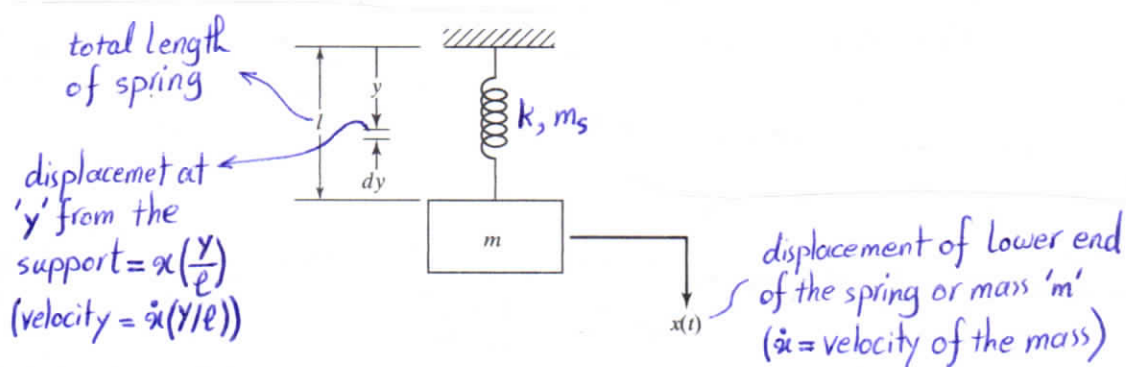 total length
of spring
l
y
dy
k, mₛ
displacemet at
'y' from the
support = x(y/l)
(velocity = ẋ(y/l))
m
x(t)
displacement of lower end
of the spring or mass 'm'
(ẋ = velocity of the mass)